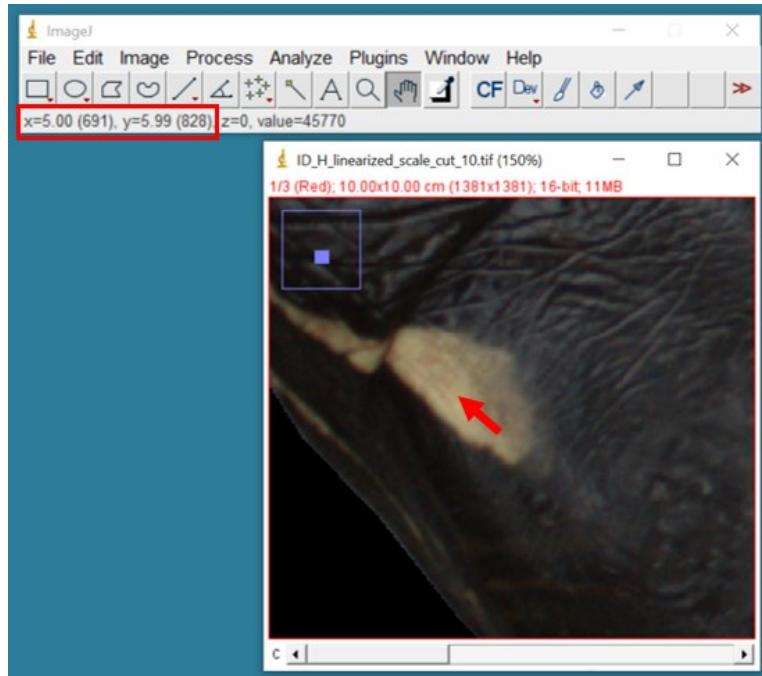 ImageJ
File Edit Image Process Analyze Plugins Window Help
A CF Dev
x=5.00 (691), y=5.99 (828), z=0, value=45770
ID_H_linearized_scale_cut_10.tif (150%)
1/3 (Red); 10.00x10.00 cm (1381x1381); 16-bit; 11MB
c